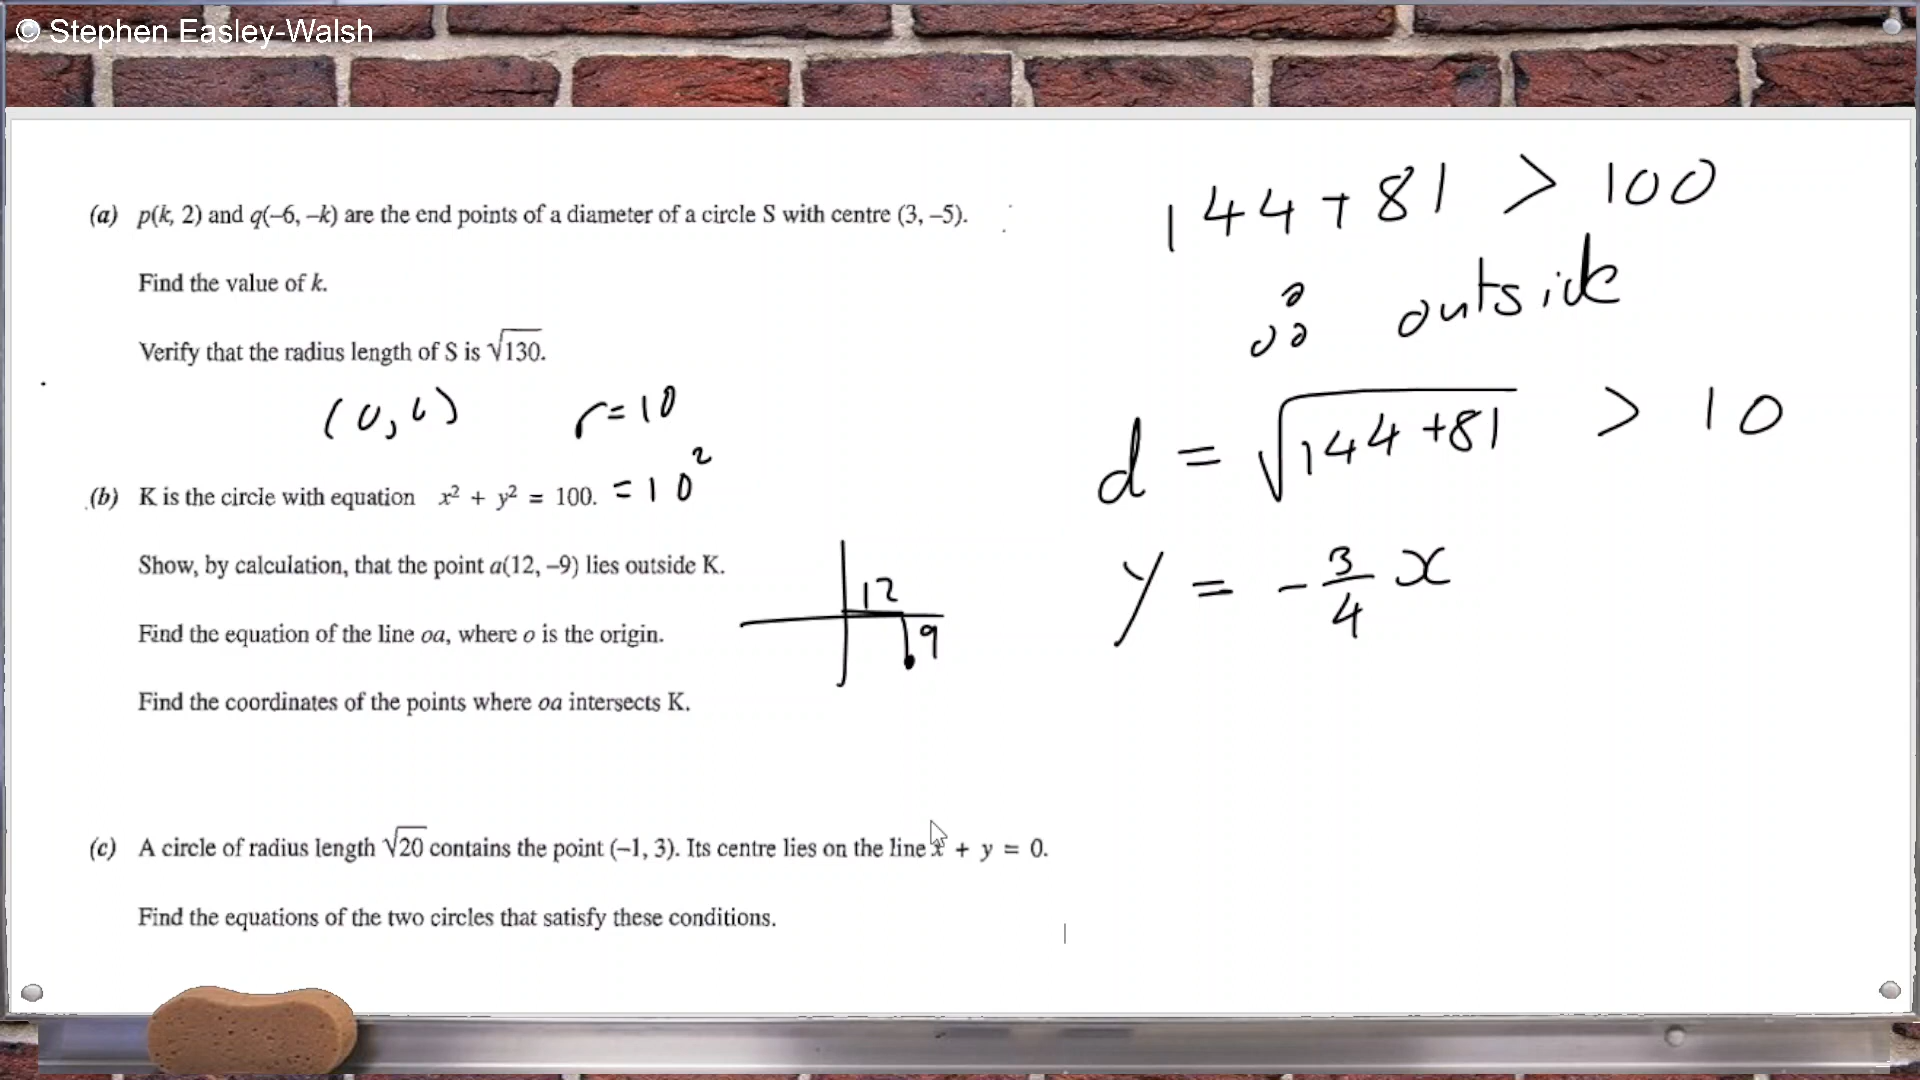 © Stephen Easley-Walsh
(a) p(k, 2) and q(–6, –k) are the end points of a diameter of a circle S with centre (3, –5).
Find the value of k.
Verify that the radius length of S is √130.
(0, 0) r = 10
(b) K is the circle with equation x² + y² = 100. = 10²
Show, by calculation, that the point a(12, –9) lies outside K.
Find the equation of the line oa, where o is the origin.
Find the coordinates of the points where oa intersects K.
12
9
(c) A circle of radius length √20 contains the point (–1, 3). Its centre lies on the line x + y = 0.
Find the equations of the two circles that satisfy these conditions.
144 + 81 > 100
∴ outside
d = √144 + 81 > 10
y = - 3/4 x